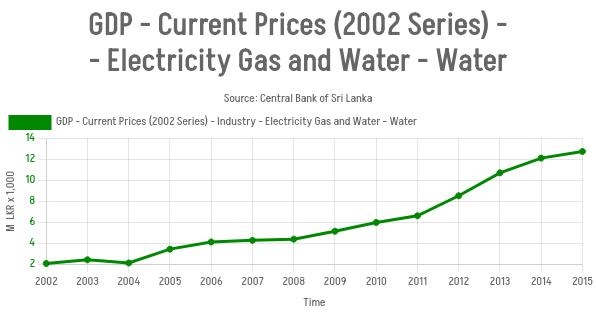 GDP - Current Prices (2002 Series) -
- Electricity Gas and Water - Water
Source: Central Bank of Sri Lanka
GDP - Current Prices (2002 Series) - Industry - Electricity Gas and Water - Water
14
12
10
8
6
4
2
M LKR x 1,000
2002 2003 2004 2005 2006 2007 2008 2009 2010 2011 2012 2013 2014 2015
Time